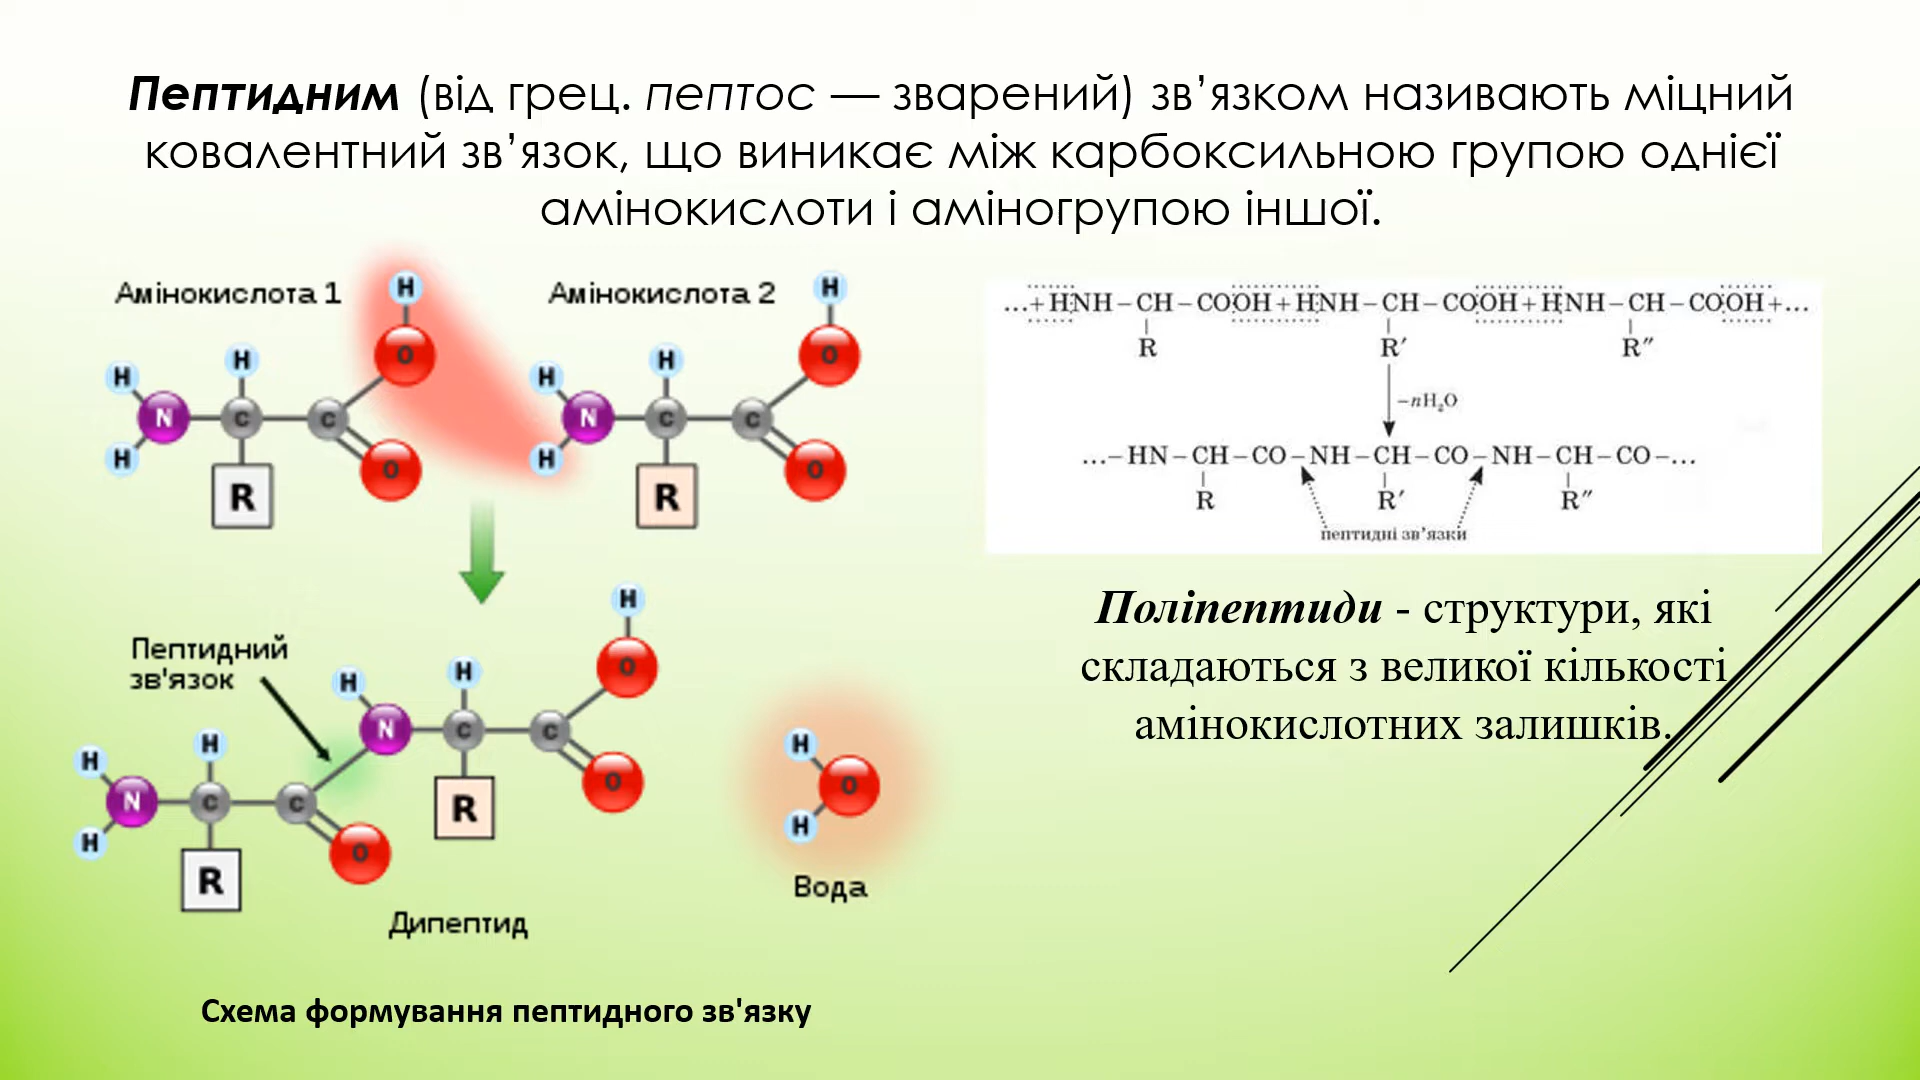 Пептидним (від грец. пептос — зварений) зв’язком називають міцний
ковалентний зв’язок, що виникає між карбоксильною групою однієї
амінокислоти і аміногрупою іншої.
Амінокислота 1
Амінокислота 2
H
H
O
O
H
H
H
H
N
C
C
N
C
C
H
H
O
O
R
R
Пептидний
зв'язок
H
H
O
H
N
C
C
H
H
O
N
C
C
R
H
O
R
Дипептид
H
O
H
Вода
Схема формування пептидного зв'язку
...+HNH–CH–COOH+HNH–CH–COOH+HNH–CH–COOH+...
R R′ R″
–nH₂O
...–HN–CH–CO–NH–CH–CO–NH–CH–CO–...
R R′ R″
пептидні зв’язки
Поліпептиди - структури, які
складаються з великої кількості
амінокислотних залишків.